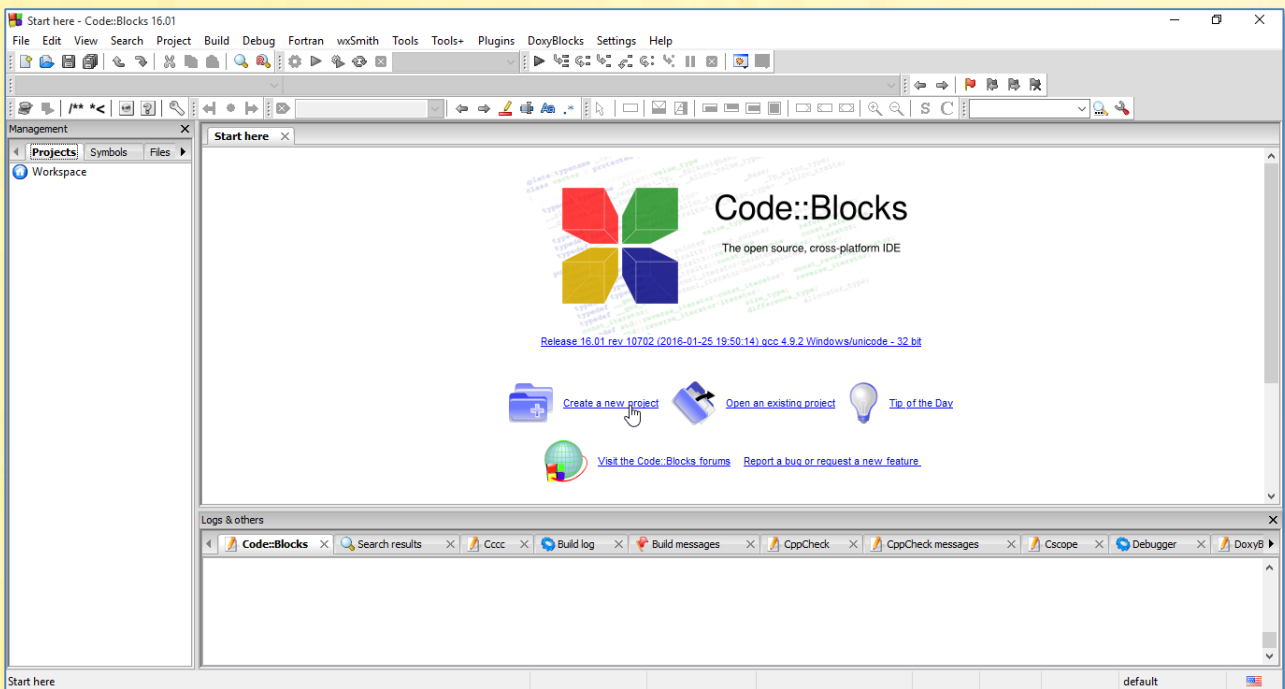 Start here - Code::Blocks 16.01
File Edit View Search Project Build Debug Fortran wxSmith Tools Tools+ Plugins DoxyBlocks Settings Help
/** *<
Aa .*
S C
Management
Projects Symbols Files
Workspace
Start here
Code::Blocks
The open source, cross-platform IDE
Release 16.01 rev 10702 (2016-01-25 19:50:14) gcc 4.9.2 Windows/unicode - 32 bit
Create a new project Open an existing project Tip of the Day
Visit the Code::Blocks forums Report a bug or request a new feature
Logs & others
Code::Blocks Search results Cccc Build log Build messages CppCheck CppCheck messages Cscope Debugger DoxyB
Start here default